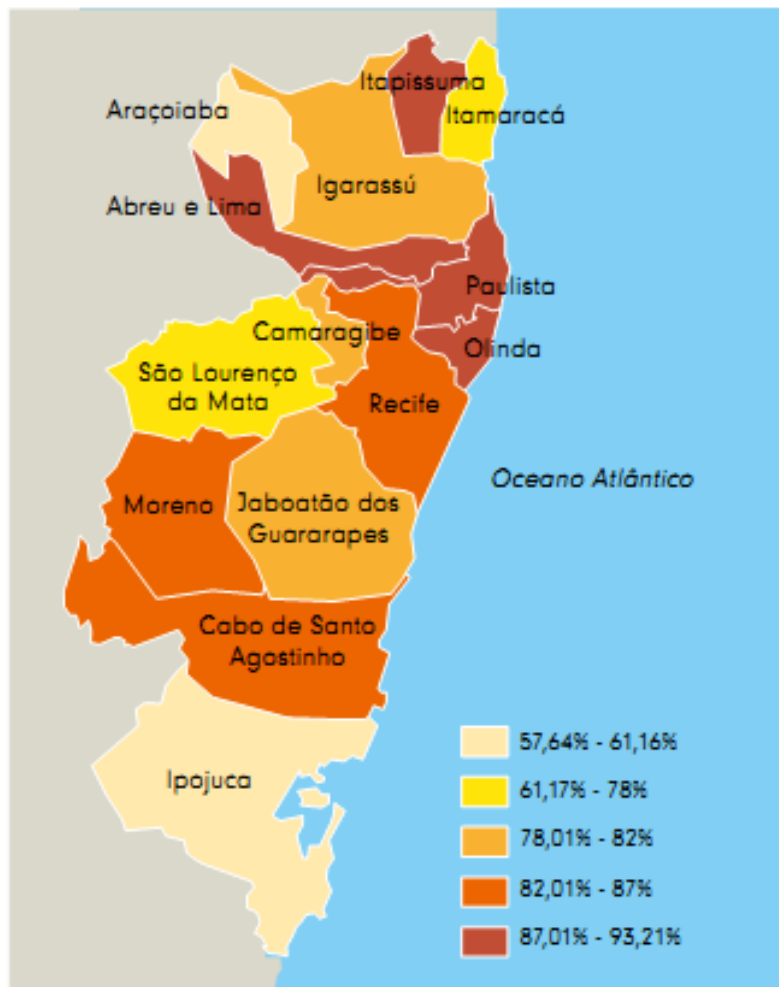 Itapissuma
Araçoiaba
Itamaracá
Igarassú
Abreu e Lima
Paulista
Camaragibe
Olinda
São Lourenço
da Mata
Recife
Oceano Atlântico
Moreno
Jaboatão dos
Guararapes
Cabo de Santo
Agostinho
Ipojuca
57,64% - 61,16%
61,17% - 78%
78,01% - 82%
82,01% - 87%
87,01% - 93,21%